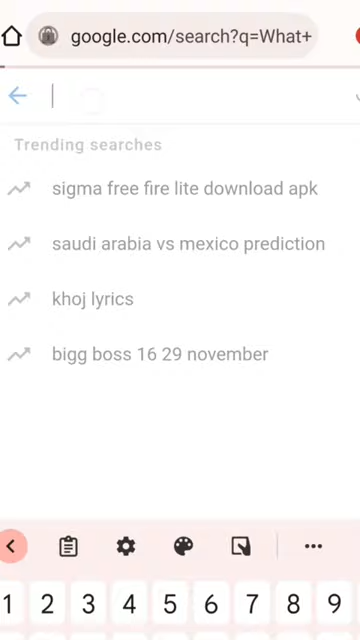 google.com/search?q=What+
Trending searches
sigma free fire lite download apk
saudi arabia vs mexico prediction
khoj lyrics
bigg boss 16 29 november
1 2 3 4 5 6 7 8 9